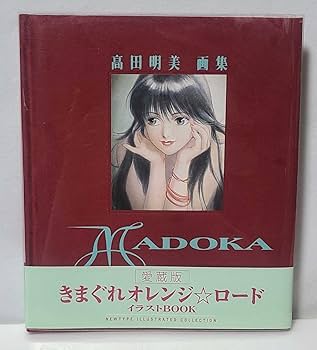 高田明美 画集
MADOKA
愛蔵版
きまぐれオレンジ☆ロード
イラストBOOK
NEWTYPE ILLUSTRATED COLLECTION